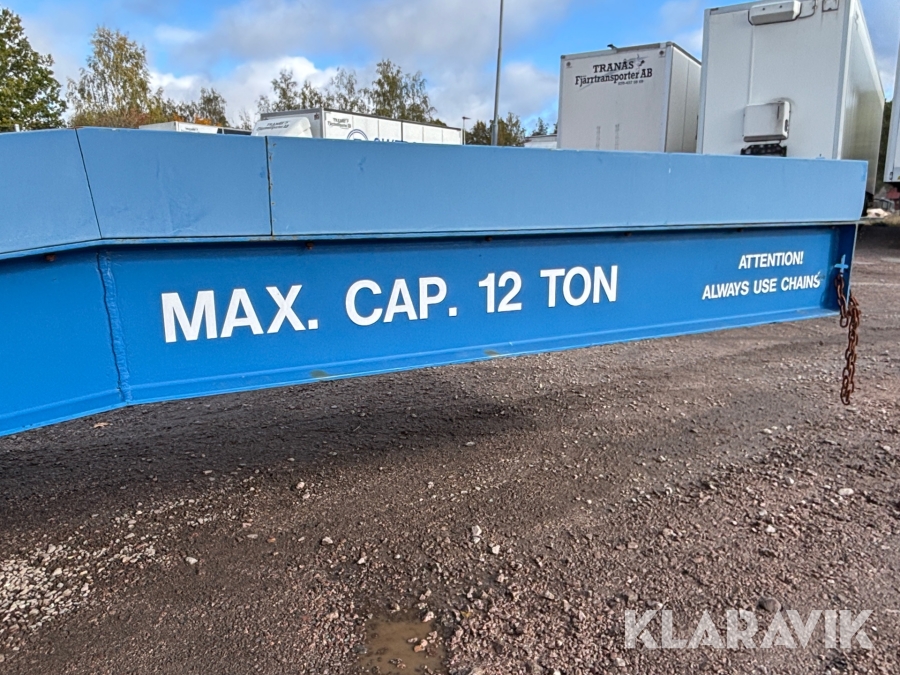 TRANÅS
Fjärrtransporter AB
MAX. CAP. 12 TON
ATTENTION!
ALWAYS USE CHAINS
KLARAVIK